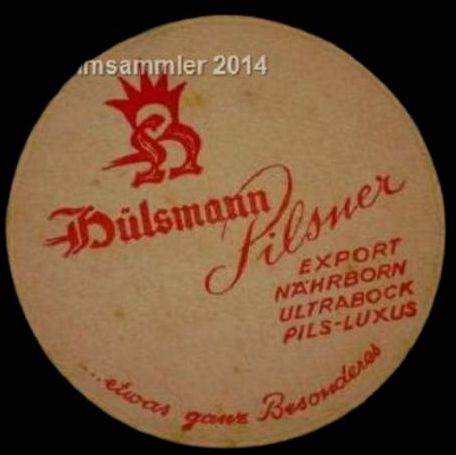 msammler 2014
H
Hülsmann
Pilsner
EXPORT
NÄHRBORN
ULTRABOCK
PILS-LUXUS
...etwas ganz Besonderes